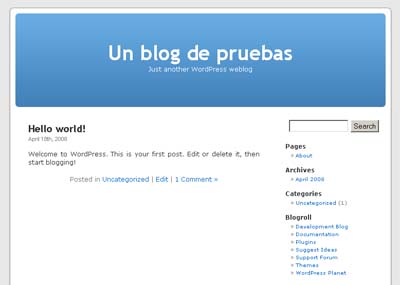 Un blog de pruebas
Just another WordPress weblog
Hello world!
April 18th, 2008
Welcome to WordPress. This is your first post. Edit or delete it, then
start blogging!
Posted in Uncategorized | Edit | 1 Comment »
Search
Pages
» About
Archives
» April 2008
Categories
» Uncategorized (1)
Blogroll
» Development Blog
» Documentation
» Plugins
» Suggest Ideas
» Support Forum
» Themes
» WordPress Planet